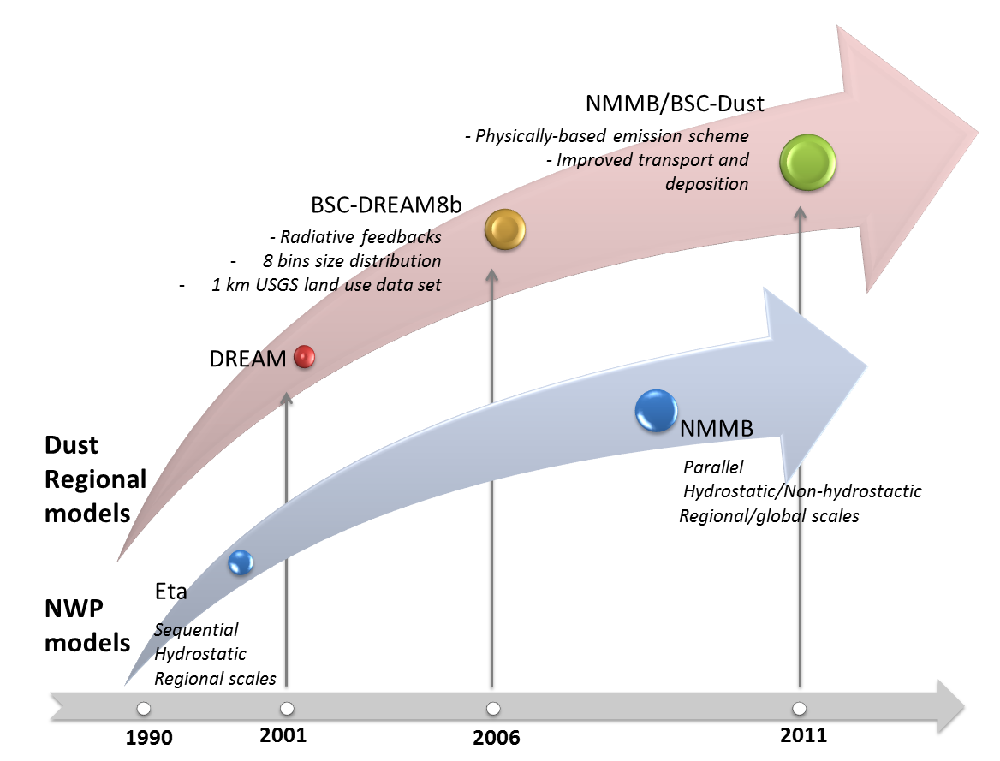 NMMB/BSC-Dust
- Physically-based emission scheme
- Improved transport and
deposition
BSC-DREAM8b
- Radiative feedbacks
- 8 bins size distribution
- 1 km USGS land use data set
DREAM
Dust
Regional
models
NMMB
Parallel
Hydrostatic/Non-hydrostactic
Regional/global scales
Eta
Sequential
Hydrostatic
Regional scales
NWP
models
1990
2001
2006
2011